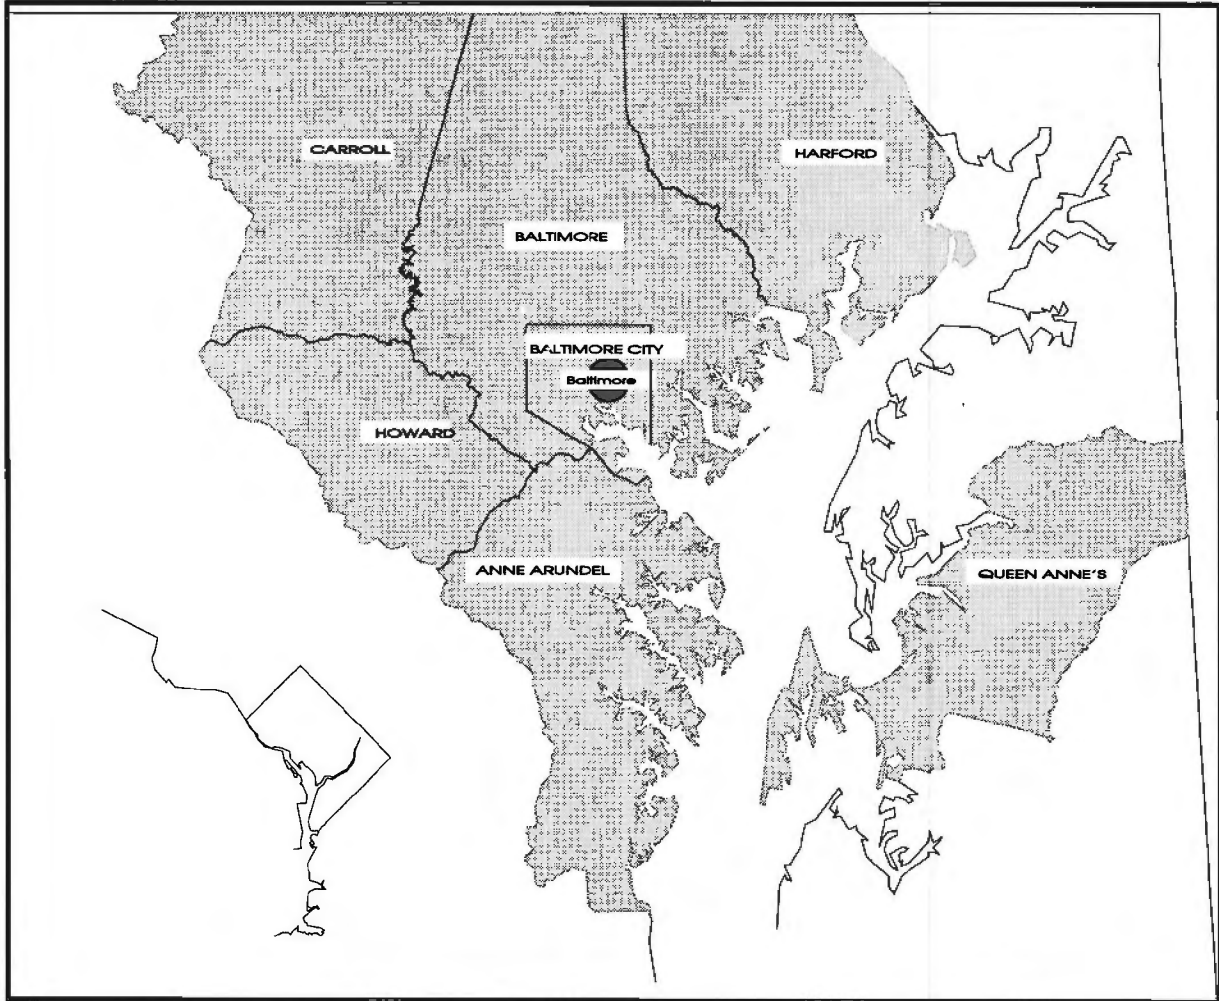 CARROLL
HARFORD
BALTIMORE
BALTIMORE CITY
Baltimore
HOWARD
ANNE ARUNDEL
QUEEN ANNE'S